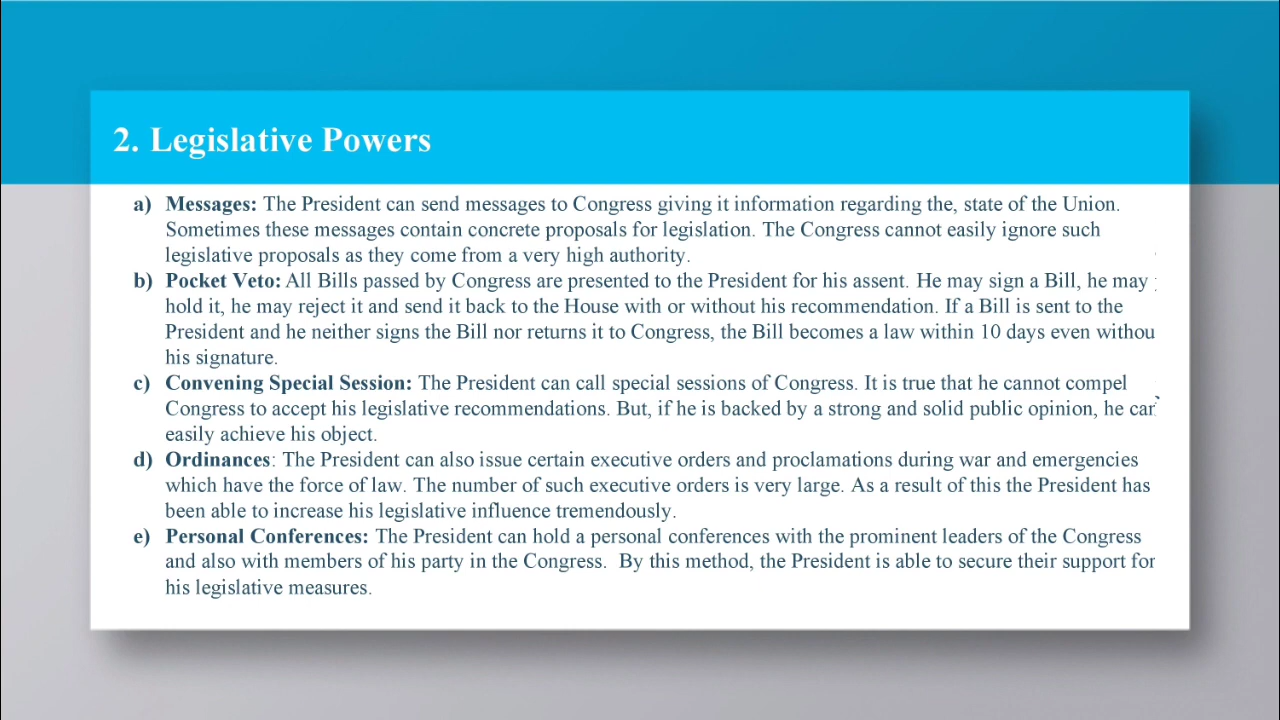 2. Legislative Powers
a) Messages: The President can send messages to Congress giving it information regarding the, state of the Union.
Sometimes these messages contain concrete proposals for legislation. The Congress cannot easily ignore such
legislative proposals as they come from a very high authority.
b) Pocket Veto: All Bills passed by Congress are presented to the President for his assent. He may sign a Bill, he may
hold it, he may reject it and send it back to the House with or without his recommendation. If a Bill is sent to the
President and he neither signs the Bill nor returns it to Congress, the Bill becomes a law within 10 days even withou
his signature.
c) Convening Special Session: The President can call special sessions of Congress. It is true that he cannot compel
Congress to accept his legislative recommendations. But, if he is backed by a strong and solid public opinion, he can
easily achieve his object.
d) Ordinances: The President can also issue certain executive orders and proclamations during war and emergencies
which have the force of law. The number of such executive orders is very large. As a result of this the President has
been able to increase his legislative influence tremendously.
e) Personal Conferences: The President can hold a personal conferences with the prominent leaders of the Congress
and also with members of his party in the Congress. By this method, the President is able to secure their support for
his legislative measures.